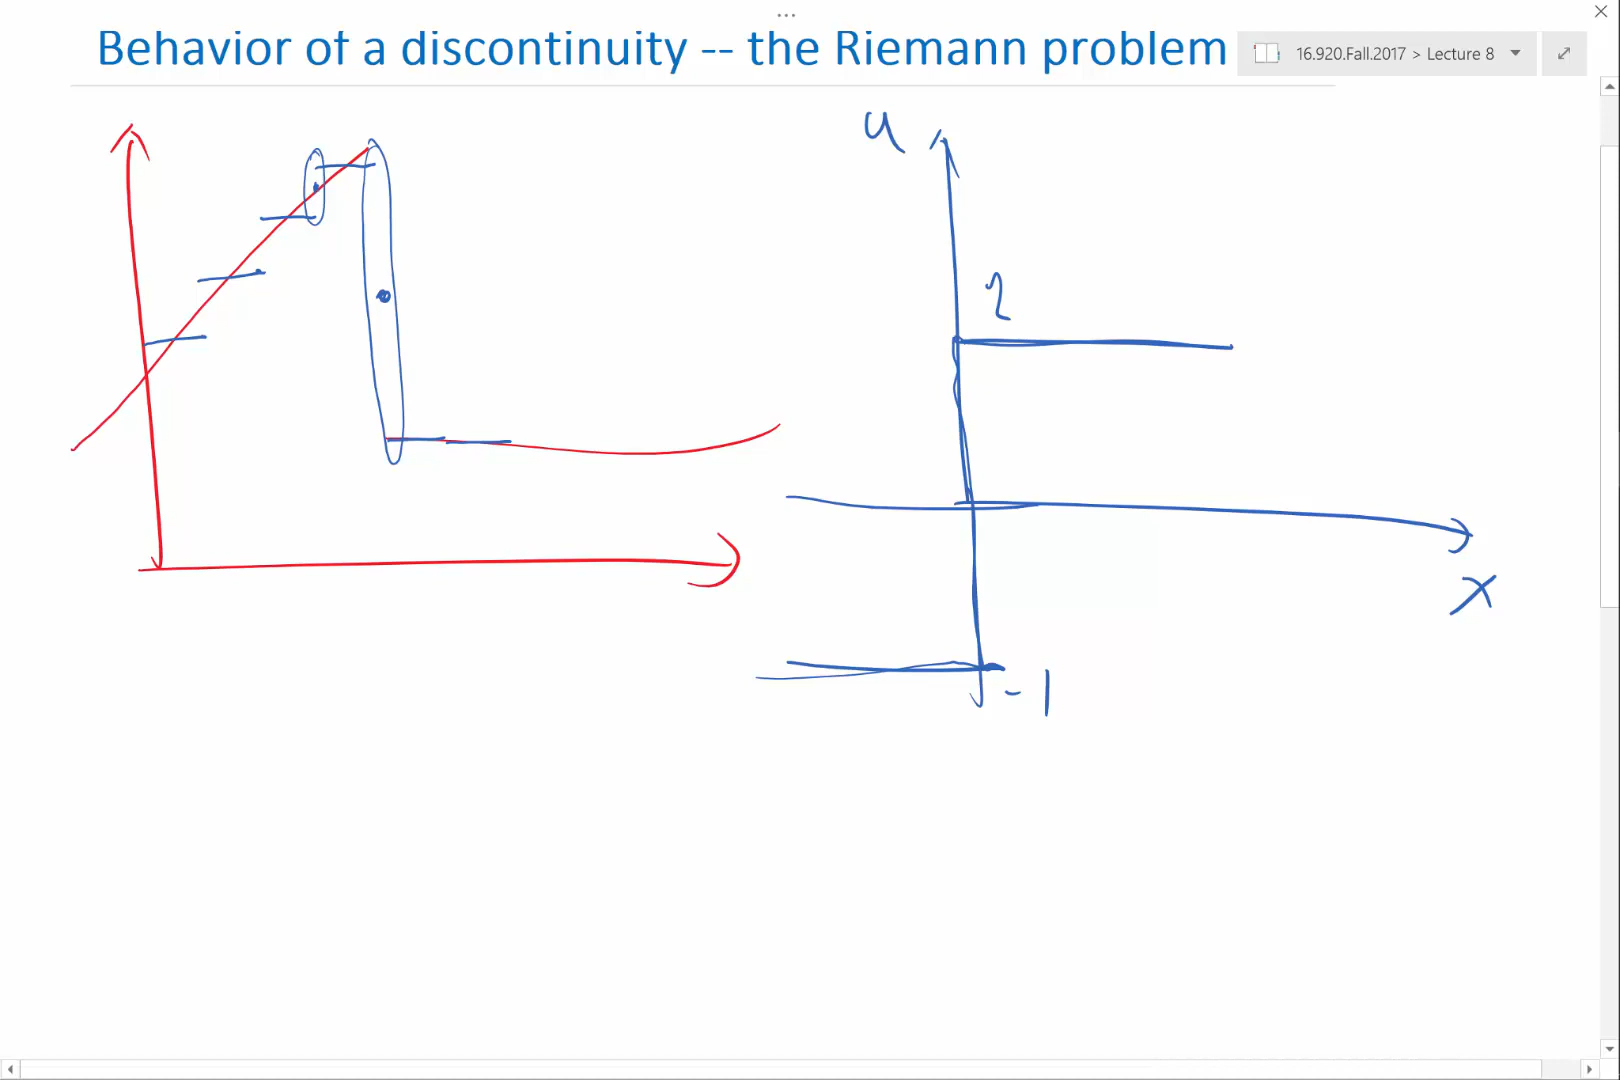 Behavior of a discontinuity -- the Riemann problem
16.920.Fall.2017 > Lecture 8
u
2
x
-1